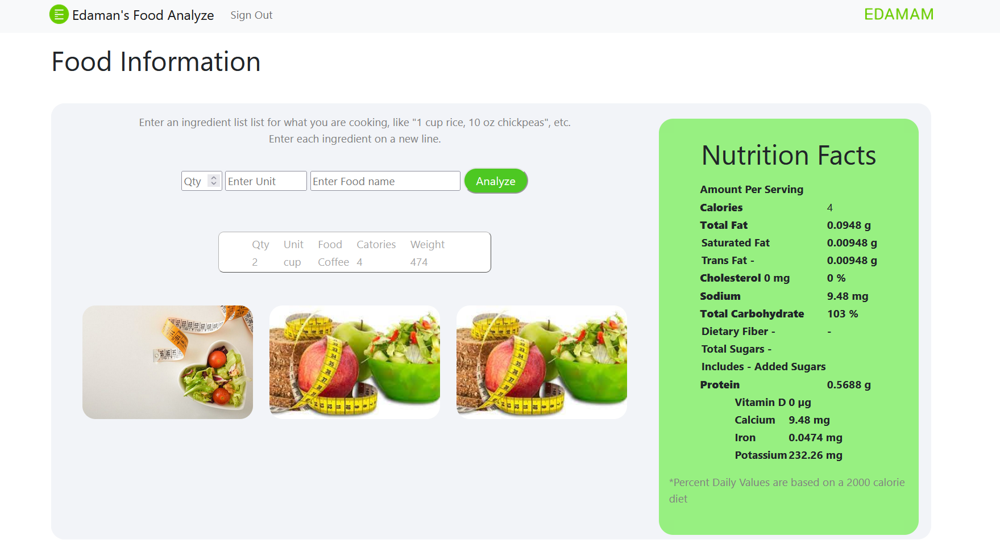 Edaman's Food Analyze Sign Out EDAMAM
Food Information
Enter an ingredient list list for what you are cooking, like "1 cup rice, 10 oz chickpeas", etc.
Enter each ingredient on a new line.
Qty Enter Unit Enter Food name Analyze
Qty Unit Food Catories Weight
2 cup Coffee 4 474
Nutrition Facts
Amount Per Serving
Calories 4
Total Fat 0.0948 g
Saturated Fat 0.00948 g
Trans Fat - 0.00948 g
Cholesterol 0 mg 0 %
Sodium 9.48 mg
Total Carbohydrate 103 %
Dietary Fiber - -
Total Sugars -
Includes - Added Sugars
Protein 0.5688 g
Vitamin D 0 µg
Calcium 9.48 mg
Iron 0.0474 mg
Potassium 232.26 mg
*Percent Daily Values are based on a 2000 calorie
diet